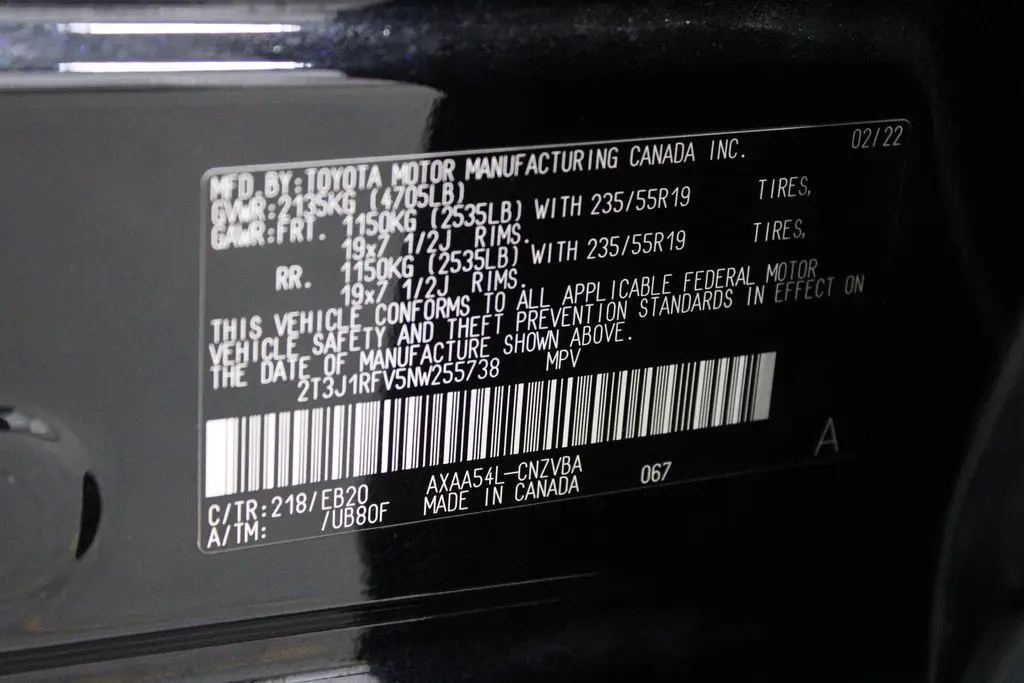 02/22
MFD.BY:TOYOTA MOTOR MANUFACTURING CANADA INC.
GVWR:2135KG (4705LB)
GAWR:FRT. 1150KG (2535LB) WITH 235/55R19 TIRES,
19x7 1/2J RIMS.
RR. 1150KG (2535LB) WITH 235/55R19 TIRES,
19x7 1/2J RIMS.
THIS VEHICLE CONFORMS TO ALL APPLICABLE FEDERAL MOTOR
VEHICLE SAFETY AND THEFT PREVENTION STANDARDS IN EFFECT ON
THE DATE OF MANUFACTURE SHOWN ABOVE.
2T3J1RFV5NW255738 MPV
A
C/TR:218/EB20 AXAA54L-CNZVBA 067
A/TM: /UB80F MADE IN CANADA